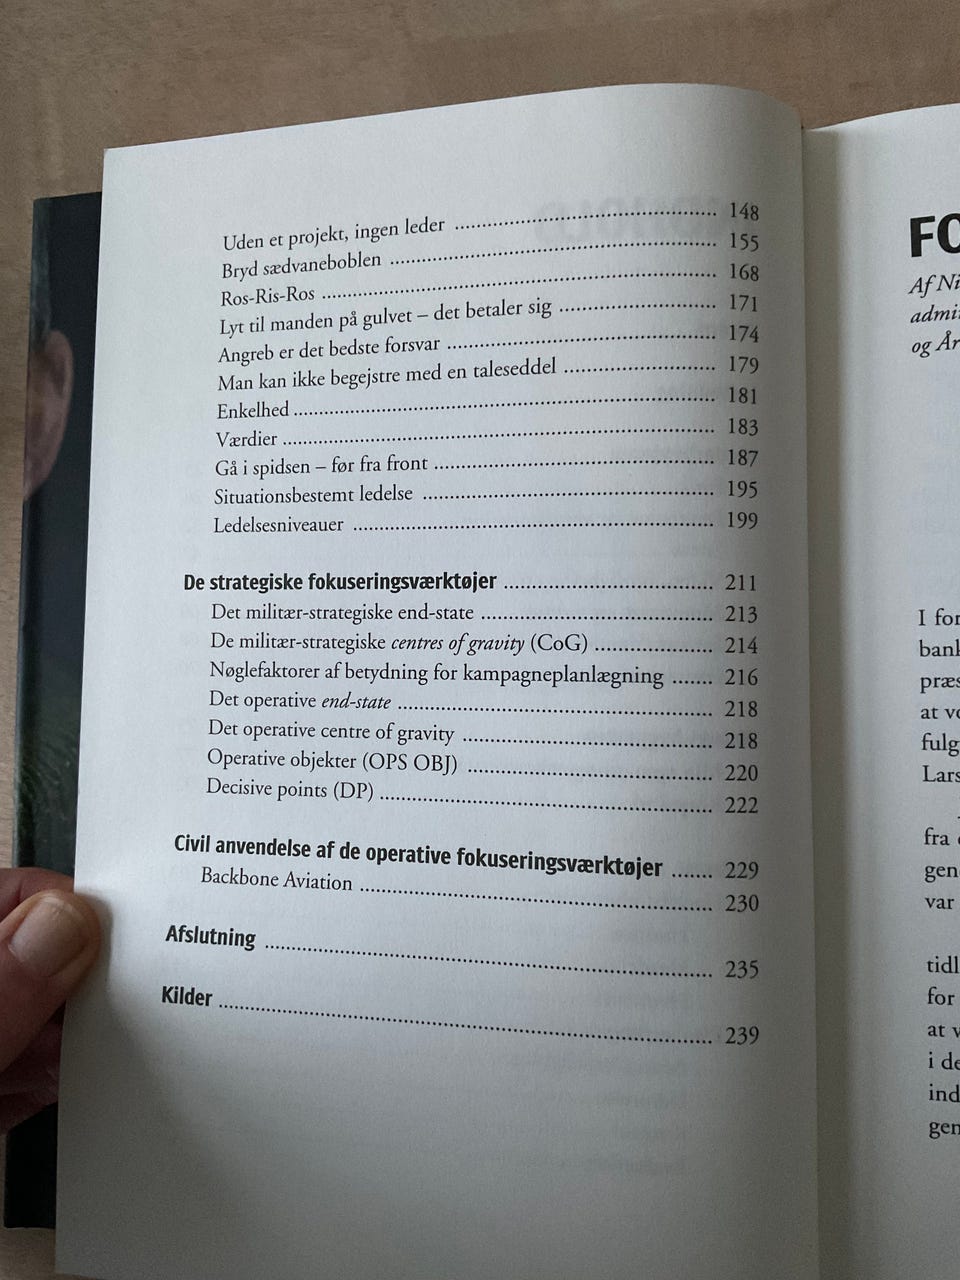 Uden et projekt, ingen leder ........ 148
Bryd sædvaneboblen ........ 155
Ros-Ris-Ros ........ 168
Lyt til manden på gulvet – det betaler sig ........ 171
Angreb er det bedste forsvar ........ 174
Man kan ikke begejstre med en taleseddel ........ 179
Enkelhed ........ 181
Værdier ........ 183
Gå i spidsen – før fra front ........ 187
Situationsbestemt ledelse ........ 195
Ledelsesniveauer ........ 199
De strategiske fokuseringsværktøjer ........ 211
Det militær-strategiske end-state ........ 213
De militær-strategiske centres of gravity (CoG) ........ 214
Nøglefaktorer af betydning for kampagneplanlægning ....... 216
Det operative end-state ........ 218
Det operative centre of gravity ........ 218
Operative objekter (OPS OBJ) ........ 220
Decisive points (DP) ........ 222
Civil anvendelse af de operative fokuseringsværktøjer ....... 229
Backbone Aviation ........ 230
Afslutning ........ 235
Kilder ........ 239
FO
Af Ni
admi
og År
I for
bank
præs
at vo
fulg
Lars
fra
gen
var
tidl
for
at v
i de
ind
gen